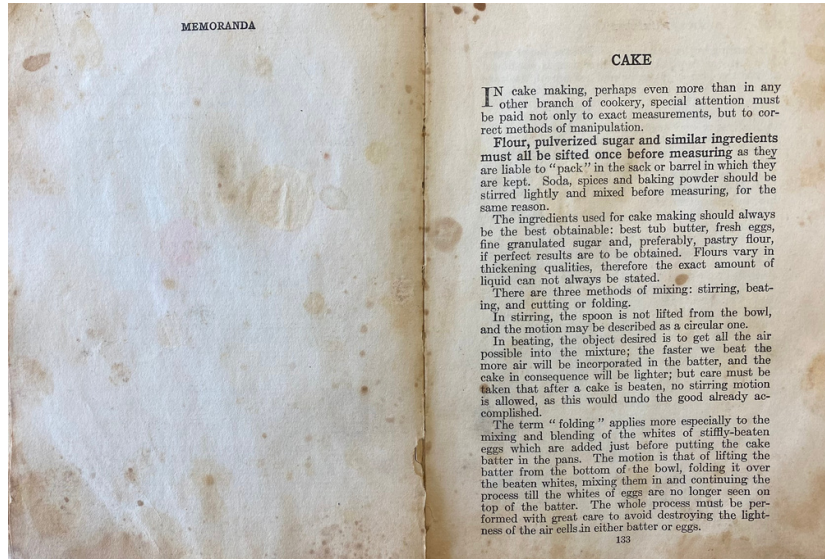 MEMORANDA
CAKE
IN cake making, perhaps even more than in any
other branch of cookery, special attention must
be paid not only to exact measurements, but to cor-
rect methods of manipulation.
Flour, pulverized sugar and similar ingredients
must all be sifted once before measuring as they
are liable to “pack” in the sack or barrel in which they
are kept. Soda, spices and baking powder should be
stirred lightly and mixed before measuring, for the
same reason.
The ingredients used for cake making should always
be the best obtainable: best tub butter, fresh eggs,
fine granulated sugar and, preferably, pastry flour,
if perfect results are to be obtained. Flours vary in
thickening qualities, therefore the exact amount of
liquid can not always be stated.
There are three methods of mixing: stirring, beat-
ing, and cutting or folding.
In stirring, the spoon is not lifted from the bowl,
and the motion may be described as a circular one.
In beating, the object desired is to get all the air
possible into the mixture; the faster we beat the
more air will be incorporated in the batter, and the
cake in consequence will be lighter; but care must be
taken that after a cake is beaten, no stirring motion
is allowed, as this would undo the good already ac-
complished.
The term “ folding ” applies more especially to the
mixing and blending of the whites of stiffly-beaten
eggs which are added just before putting the cake
batter in the pans. The motion is that of lifting the
batter from the bottom of the bowl, folding it over
the beaten whites, mixing them in and continuing the
process till the whites of eggs are no longer seen on
top of the batter. The whole process must be per-
formed with great care to avoid destroying the light-
ness of the air cells in either batter or eggs.
133